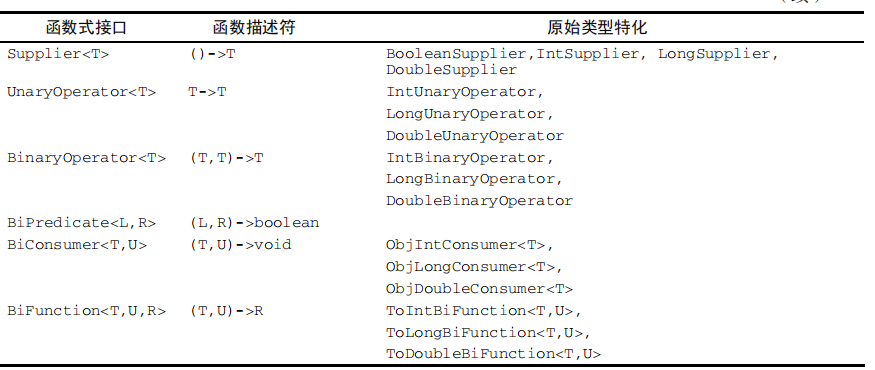 函数式接口 函数描述符 原始类型特化
Supplier<T> ()->T BooleanSupplier,IntSupplier, LongSupplier,
DoubleSupplier
UnaryOperator<T> T->T IntUnaryOperator,
LongUnaryOperator,
DoubleUnaryOperator
BinaryOperator<T> (T,T)->T IntBinaryOperator,
LongBinaryOperator,
DoubleBinaryOperator
BiPredicate<L,R> (L,R)->boolean
BiConsumer<T,U> (T,U)->void ObjIntConsumer<T>,
ObjLongConsumer<T>,
ObjDoubleConsumer<T>
BiFunction<T,U,R> (T,U)->R ToIntBiFunction<T,U>,
ToLongBiFunction<T,U>,
ToDoubleBiFunction<T,U>